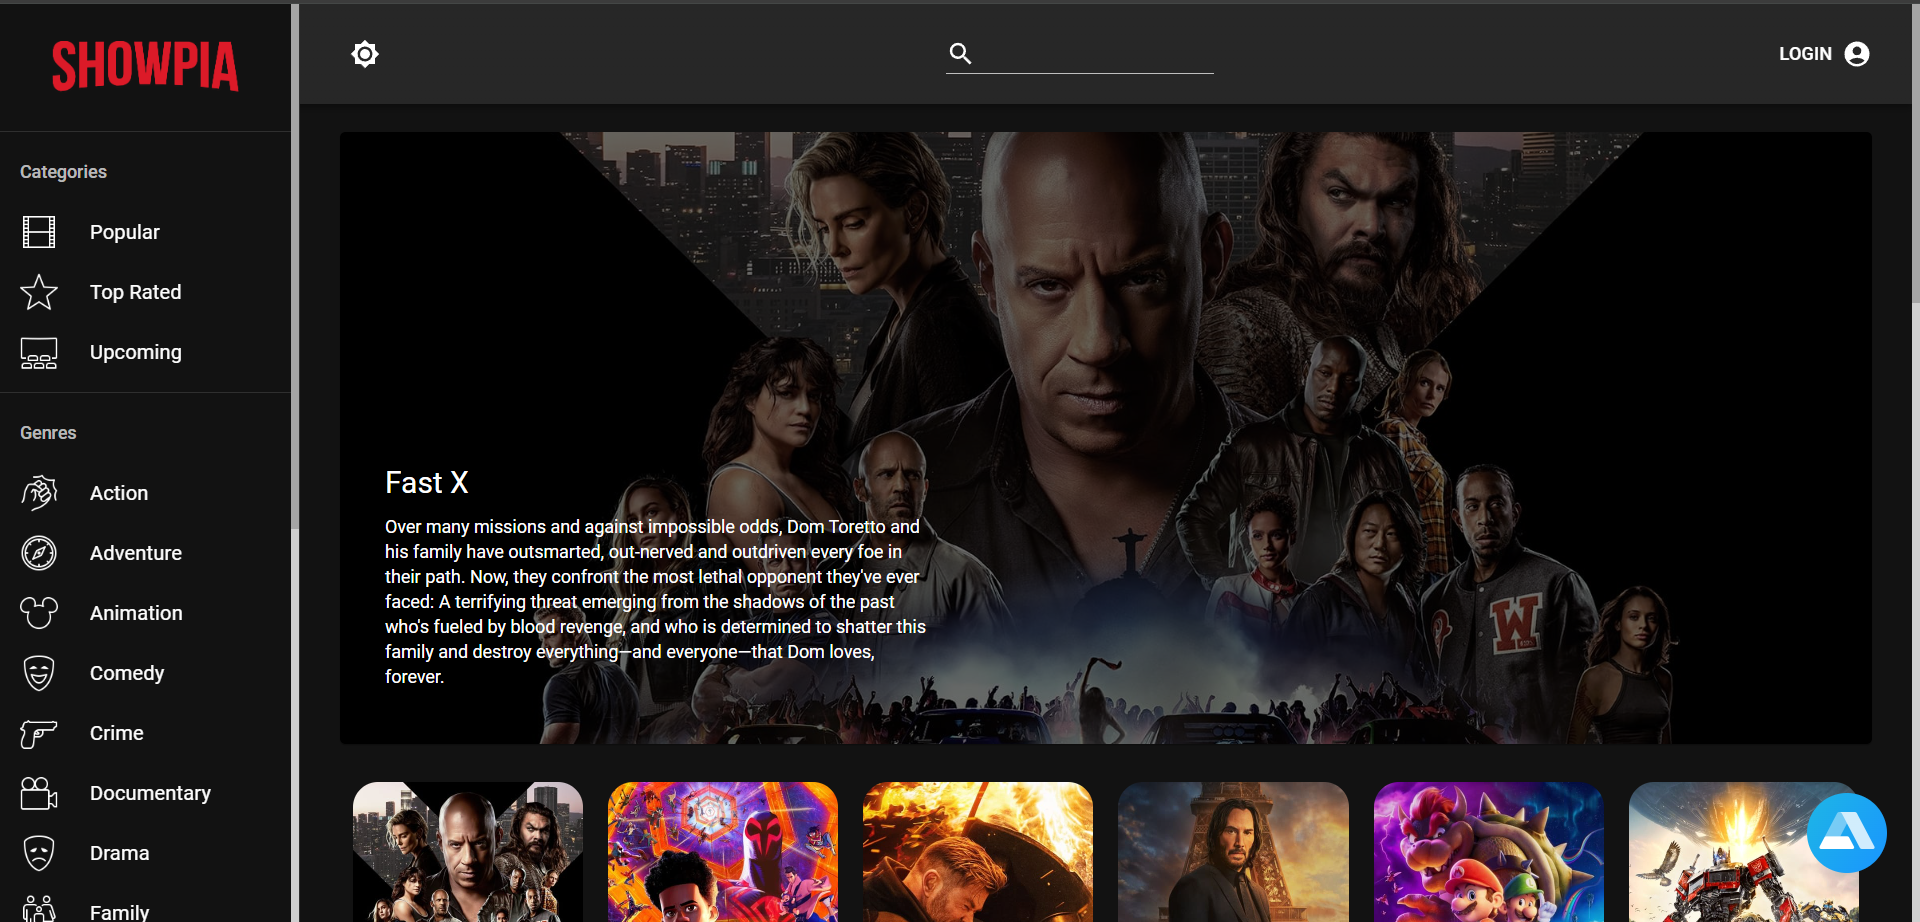 SHOWPIA
LOGIN
Categories
Popular
Top Rated
Upcoming
Genres
Action
Adventure
Animation
Comedy
Crime
Documentary
Drama
Family
Fast X
Over many missions and against impossible odds, Dom Toretto and
his family have outsmarted, out-nerved and outdriven every foe in
their path. Now, they confront the most lethal opponent they've ever
faced: A terrifying threat emerging from the shadows of the past
who's fueled by blood revenge, and who is determined to shatter this
family and destroy everything—and everyone—that Dom loves,
forever.
W